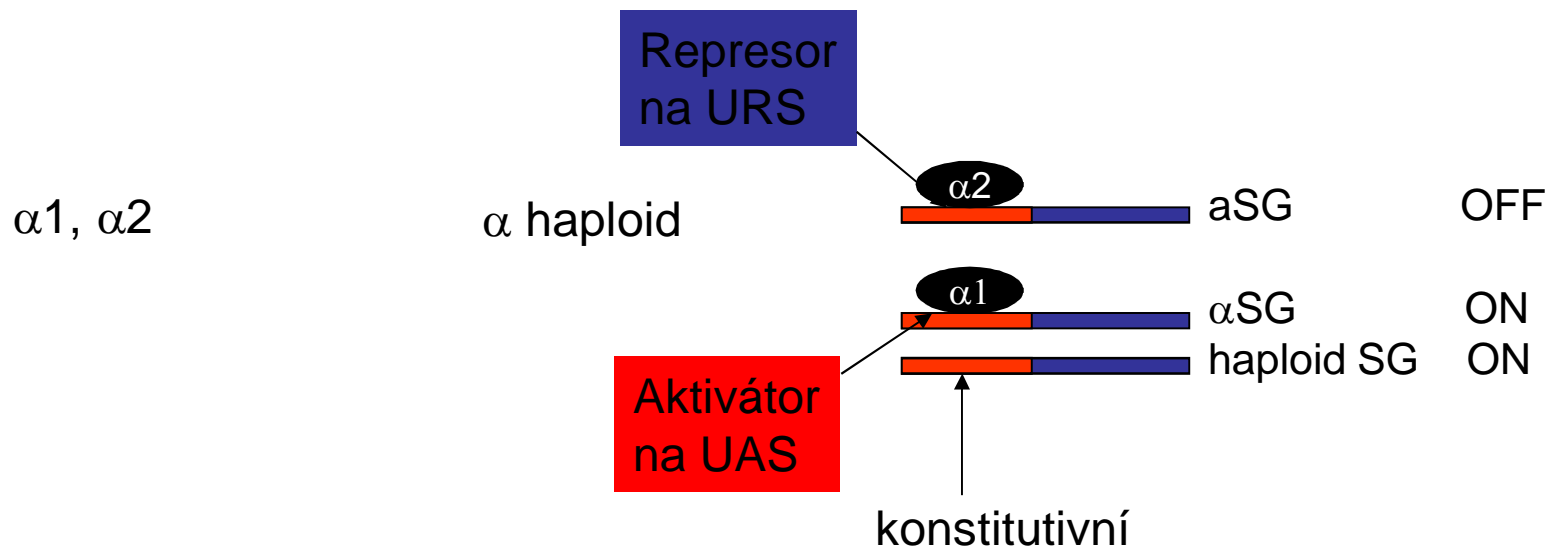 Represor
na URS
α2
aSG OFF
α1, α2 α haploid
α1
αSG ON
haploid SG ON
Aktivátor
na UAS
konstitutivní